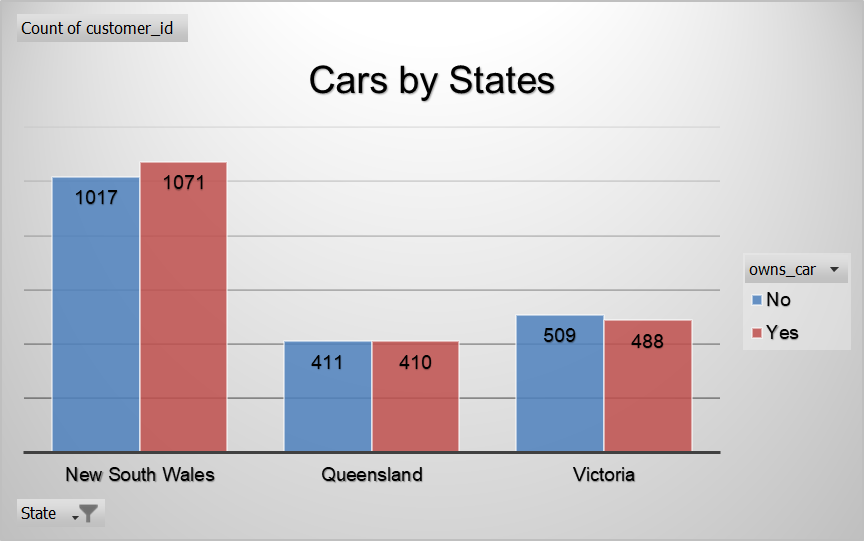 Count of customer_id
Cars by States
1017
1071
411
410
509
488
owns_car
No
Yes
New South Wales
Queensland
Victoria
State